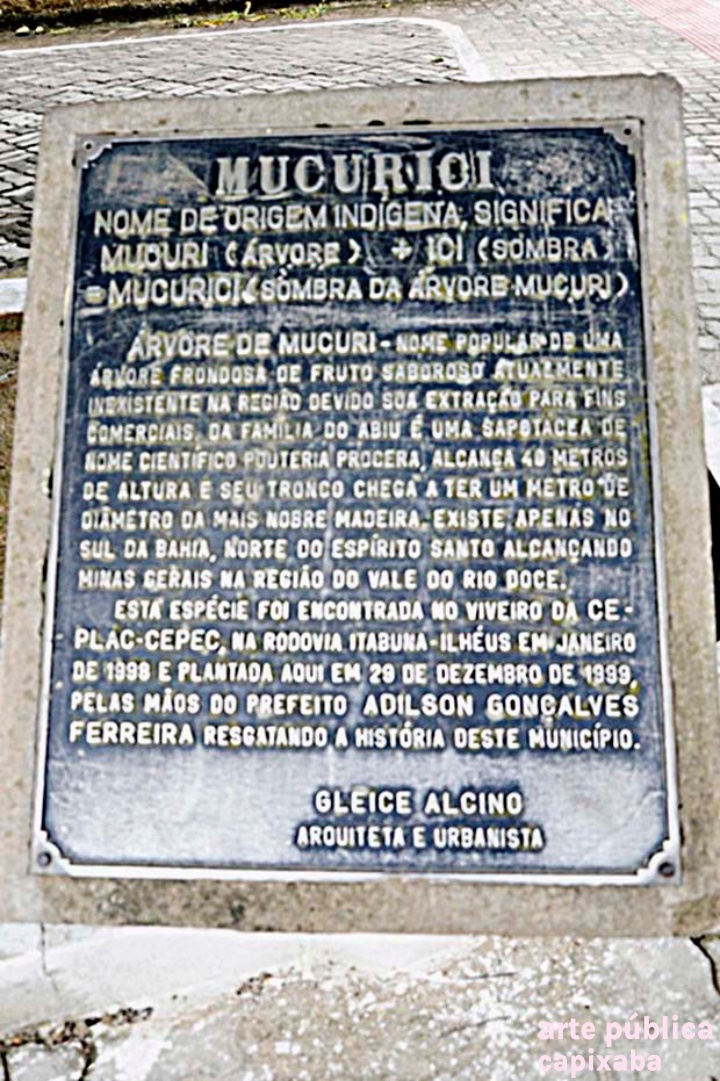 MUCURICI
NOME DE ORIGEM INDÍGENA, SIGNIFICA
MUCURI (ÁRVORE) + ICI (SOMBRA)
=MUCURICI (SOMBRA DA ÁRVORE MUCURI)
ÁRVORE DE MUCURI - NOME POPULAR DE UMA
ÁRVORE FRONDOSA DE FRUTO SABOROSO ATUALMENTE
INEXISTENTE NA REGIÃO DEVIDO SUA EXTRAÇÃO PARA FINS
COMERCIAIS, DA FAMÍLIA DO ABIU É UMA SAPOTACEA DE
NOME CIENTÍFICO POUTERIA PROCERA, ALCANÇA 40 METROS
DE ALTURA E SEU TRONCO CHEGA A TER UM METRO DE
DIÂMETRO DA MAIS NOBRE MADEIRA. EXISTE APENAS NO
SUL DA BAHIA, NORTE DO ESPÍRITO SANTO ALCANÇANDO
MINAS GERAIS NA REGIÃO DO VALE DO RIO DOCE.
ESTA ESPÉCIE FOI ENCONTRADA NO VIVEIRO DA CE-
PLAC-CEPEC, NA RODOVIA ITABUNA-ILHÉUS EM JANEIRO
DE 1998 E PLANTADA AQUI EM 29 DE DEZEMBRO DE 1999,
PELAS MÃOS DO PREFEITO ADILSON GONÇALVES
FERREIRA RESGATANDO A HISTÓRIA DESTE MUNICÍPIO.
GLEICE ALCINO
ARQUITETA E URBANISTA
arte pública
capixaba